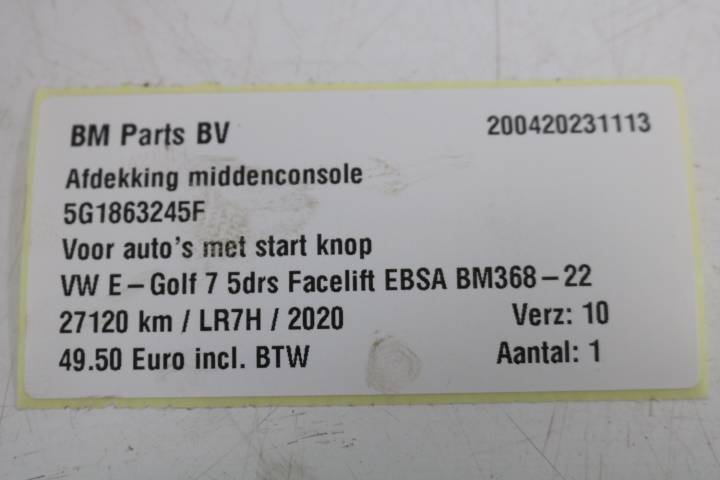 BM Parts BV 200420231113
Afdekking middenconsole
5G1863245F
Voor auto's met start knop
VW E-Golf 7 5drs Facelift EBSA BM368-22
27120 km / LR7H / 2020 Verz: 10
49.50 Euro incl. BTW Aantal: 1